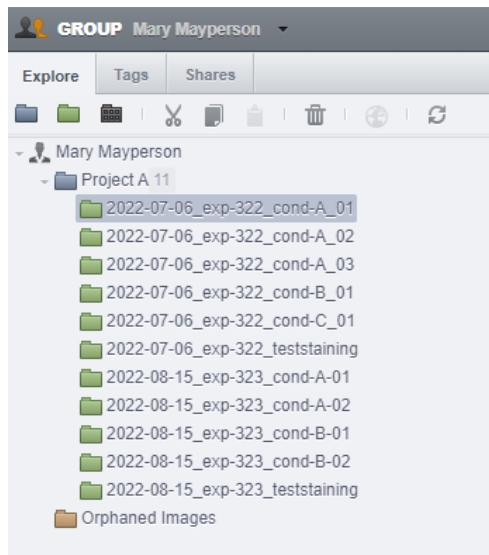 GROUP Mary Mayperson
Explore Tags Shares
Mary Mayperson
Project A 11
2022-07-06_exp-322_cond-A_01
2022-07-06_exp-322_cond-A_02
2022-07-06_exp-322_cond-A_03
2022-07-06_exp-322_cond-B_01
2022-07-06_exp-322_cond-C_01
2022-07-06_exp-322_teststaining
2022-08-15_exp-323_cond-A-01
2022-08-15_exp-323_cond-A-02
2022-08-15_exp-323_cond-B-01
2022-08-15_exp-323_cond-B-02
2022-08-15_exp-323_teststaining
Orphaned Images